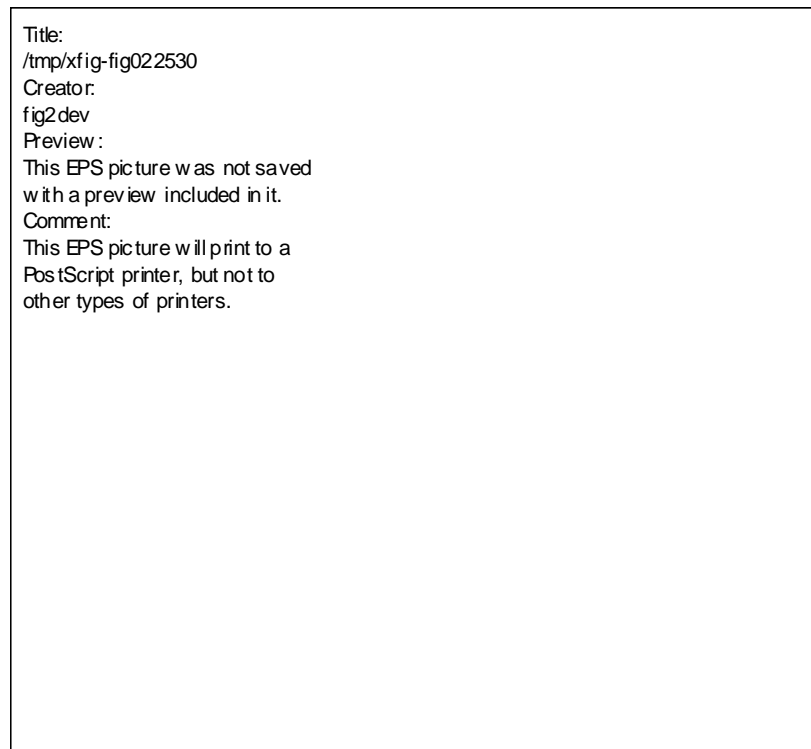 Title:
/tmp/xfig-fig022530
Creator:
fig2dev
Preview:
This EPS picture was not saved
with a preview included in it.
Comment:
This EPS picture will print to a
PostScript printer, but not to
other types of printers.